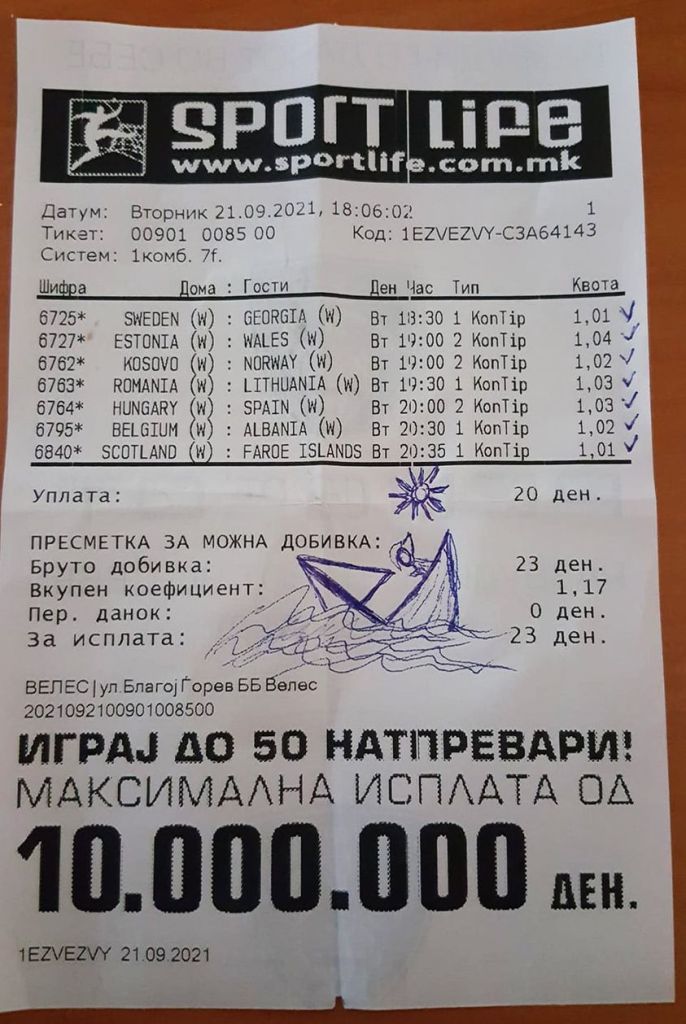 SPORT LiFe
www.sportlife.com.mk
Датум: Вторник 21.09.2021, 18:06:02 1
Тикет: 00901 0085 00 Код: 1EZVEZVY-C3A64143
Систем: 1комб. 7f.
Шифра Дома : Гости Ден Час Тип Квота
6725* SWEDEN (W) : GEORGIA (W) Вт 18:30 1 KonTip 1,01
6727* ESTONIA (W) : WALES (W) Вт 19:00 2 KonTip 1,04
6762* KOSOVO (W) : NORWAY (W) Вт 19:00 2 KonTip 1,02
6763* ROMANIA (W) : LITHUANIA (W) Вт 19:30 1 KonTip 1,03
6764* HUNGARY (W) : SPAIN (W) Вт 20:00 2 KonTip 1,03
6795* BELGIUM (W) : ALBANIA (W) Вт 20:30 1 KonTip 1,02
6840* SCOTLAND (W) : FAROE ISLANDS Вт 20:35 1 KonTip 1,01
Уплата: 20 ден.
ПРЕСМЕТКА ЗА МОЖНА ДОБИВКА:
Бруто добивка: 23 ден.
Вкупен коефициент: 1,17
Пер. данок: 0 ден.
За исплата: 23 ден.
ВЕЛЕС|ул.Благој Ѓорев ББ Велес
2021092100901008500
ИГРАЈ ДО 50 НАТПРЕВАРИ!
МАКСИМАЛНА ИСПЛАТА ОД
10.000.000 ДЕН.
1EZVEZVY 21.09.2021